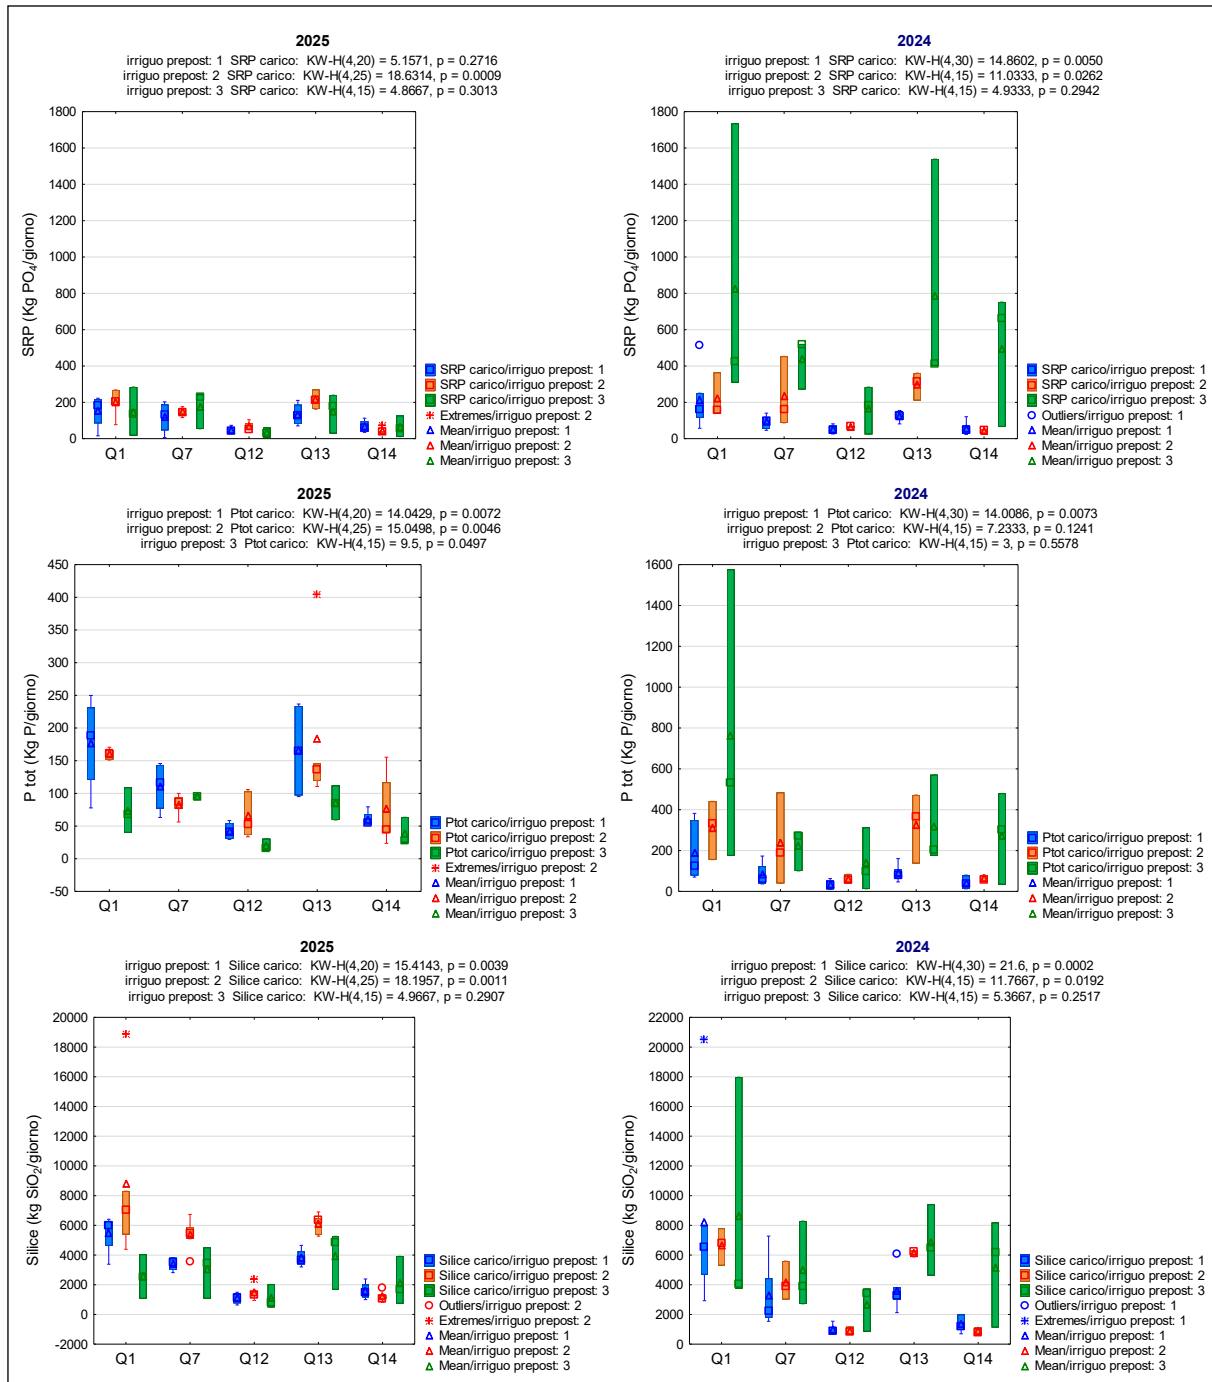 2025
irriguo prepost: 1 SRP carico: KW-H(4,20) = 5.1571, p = 0.2716
irriguo prepost: 2 SRP carico: KW-H(4,25) = 18.6314, p = 0.0009
irriguo prepost: 3 SRP carico: KW-H(4,15) = 4.8667, p = 0.3013
1800
1600
1400
1200
1000
800
600
400
200
0
SRP (Kg PO4/giorno)
Q1 Q7 Q12 Q13 Q14
SRP carico/irriguo prepost: 1
SRP carico/irriguo prepost: 2
SRP carico/irriguo prepost: 3
Extremes/irriguo prepost: 2
Mean/irriguo prepost: 1
Mean/irriguo prepost: 2
Mean/irriguo prepost: 3
2024
irriguo prepost: 1 SRP carico: KW-H(4,30) = 14.8602, p = 0.0050
irriguo prepost: 2 SRP carico: KW-H(4,15) = 11.0333, p = 0.0262
irriguo prepost: 3 SRP carico: KW-H(4,15) = 4.9333, p = 0.2942
1800
1600
1400
1200
1000
800
600
400
200
0
SRP (Kg PO4/giorno)
Q1 Q7 Q12 Q13 Q14
SRP carico/irriguo prepost: 1
SRP carico/irriguo prepost: 2
SRP carico/irriguo prepost: 3
Outliers/irriguo prepost: 1
Mean/irriguo prepost: 1
Mean/irriguo prepost: 2
Mean/irriguo prepost: 3
2025
irriguo prepost: 1 Ptot carico: KW-H(4,20) = 14.0429, p = 0.0072
irriguo prepost: 2 Ptot carico: KW-H(4,25) = 15.0498, p = 0.0046
irriguo prepost: 3 Ptot carico: KW-H(4,15) = 9.5, p = 0.0497
450
400
350
300
250
200
150
100
50
0
-50
P tot (Kg P/giorno)
Q1 Q7 Q12 Q13 Q14
Ptot carico/irriguo prepost: 1
Ptot carico/irriguo prepost: 2
Ptot carico/irriguo prepost: 3
Extremes/irriguo prepost: 2
Mean/irriguo prepost: 1
Mean/irriguo prepost: 2
Mean/irriguo prepost: 3
2024
irriguo prepost: 1 Ptot carico: KW-H(4,30) = 14.0086, p = 0.0073
irriguo prepost: 2 Ptot carico: KW-H(4,15) = 7.2333, p = 0.1241
irriguo prepost: 3 Ptot carico: KW-H(4,15) = 3, p = 0.5578
1600
1400
1200
1000
800
600
400
200
0
P tot (Kg P/giorno)
Q1 Q7 Q12 Q13 Q14
Ptot carico/irriguo prepost: 1
Ptot carico/irriguo prepost: 2
Ptot carico/irriguo prepost: 3
Mean/irriguo prepost: 1
Mean/irriguo prepost: 2
Mean/irriguo prepost: 3
2025
irriguo prepost: 1 Silice carico: KW-H(4,20) = 15.4143, p = 0.0039
irriguo prepost: 2 Silice carico: KW-H(4,25) = 18.1957, p = 0.0011
irriguo prepost: 3 Silice carico: KW-H(4,15) = 4.9667, p = 0.2907
20000
18000
16000
14000
12000
10000
8000
6000
4000
2000
0
-2000
Silice (kg SiO2/giorno)
Q1 Q7 Q12 Q13 Q14
Silice carico/irriguo prepost: 1
Silice carico/irriguo prepost: 2
Silice carico/irriguo prepost: 3
Outliers/irriguo prepost: 2
Extremes/irriguo prepost: 2
Mean/irriguo prepost: 1
Mean/irriguo prepost: 2
Mean/irriguo prepost: 3
2024
irriguo prepost: 1 Silice carico: KW-H(4,30) = 21.6, p = 0.0002
irriguo prepost: 2 Silice carico: KW-H(4,15) = 11.7667, p = 0.0192
irriguo prepost: 3 Silice carico: KW-H(4,15) = 5.3667, p = 0.2517
22000
20000
18000
16000
14000
12000
10000
8000
6000
4000
2000
0
Silice (kg SiO2/giorno)
Q1 Q7 Q12 Q13 Q14
Silice carico/irriguo prepost: 1
Silice carico/irriguo prepost: 2
Silice carico/irriguo prepost: 3
Outliers/irriguo prepost: 1
Extremes/irriguo prepost: 1
Mean/irriguo prepost: 1
Mean/irriguo prepost: 2
Mean/irriguo prepost: 3